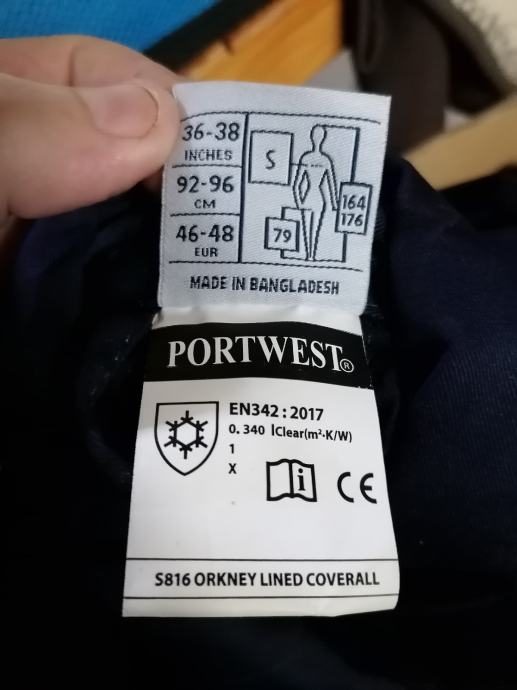 36-38
INCHES
92-96
CM
46-48
EUR
S
164
176
79
MADE IN BANGLADESH
PORTWEST®
EN342 : 2017
0. 340 IClear(m²·K/W)
1
X
i
CE
S816 ORKNEY LINED COVERALL